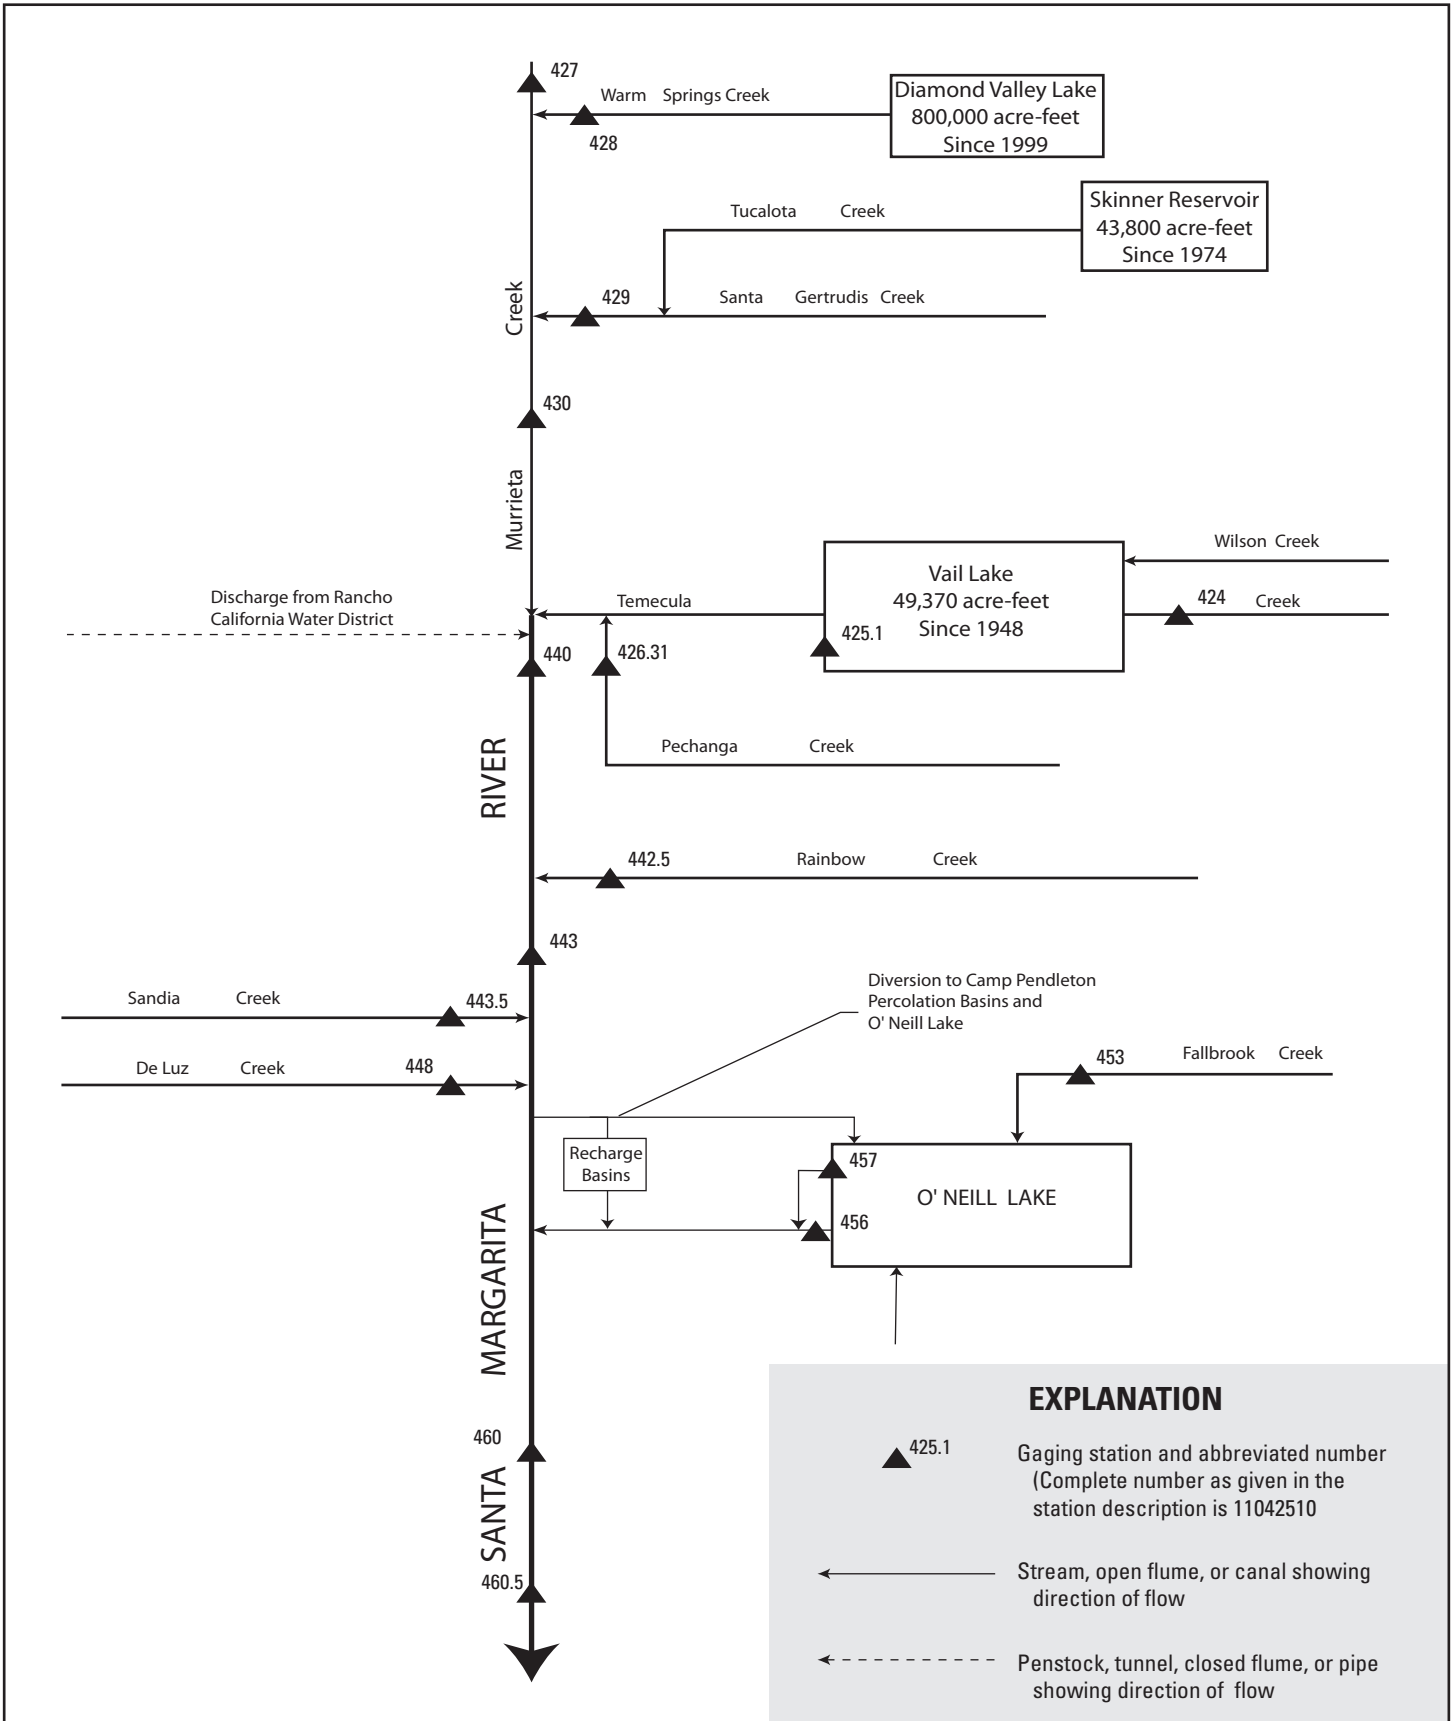 427
Warm Springs Creek
428
Diamond Valley Lake
800,000 acre-feet
Since 1999
Tucalota Creek
Skinner Reservoir
43,800 acre-feet
Since 1974
429
Santa Gertrudis Creek
Creek
430
Murrieta
Wilson Creek
Vail Lake
49,370 acre-feet
Since 1948
424
Creek
Discharge from Rancho
California Water District
Temecula
425.1
440
426.31
Pechanga Creek
RIVER
442.5
Rainbow Creek
443
Diversion to Camp Pendleton
Percolation Basins and
O' Neill Lake
Sandia Creek
443.5
453
Fallbrook Creek
De Luz Creek
448
Recharge
Basins
457
O' NEILL LAKE
456
MARGARITA
460
SANTA
460.5
EXPLANATION
425.1
Gaging station and abbreviated number
(Complete number as given in the
station description is 11042510
Stream, open flume, or canal showing
direction of flow
Penstock, tunnel, closed flume, or pipe
showing direction of flow